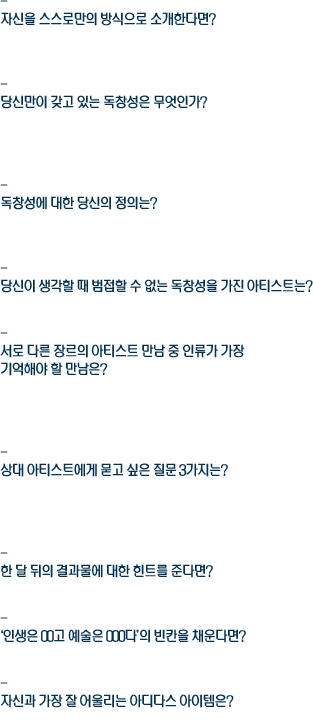 –
자신을 스스로만의 방식으로 소개한다면?
–
당신만이 갖고 있는 독창성은 무엇인가?
–
독창성에 대한 당신의 정의는?
–
당신이 생각할 때 범접할 수 없는 독창성을 가진 아티스트는?
–
서로 다른 장르의 아티스트 만남 중 인류가 가장
기억해야 할 만남은?
–
상대 아티스트에게 묻고 싶은 질문 3가지는?
–
한 달 뒤의 결과물에 대한 힌트를 준다면?
–
‘인생은 00고 예술은 000다’의 빈칸을 채운다면?
–
자신과 가장 잘 어울리는 아디다스 아이템은?